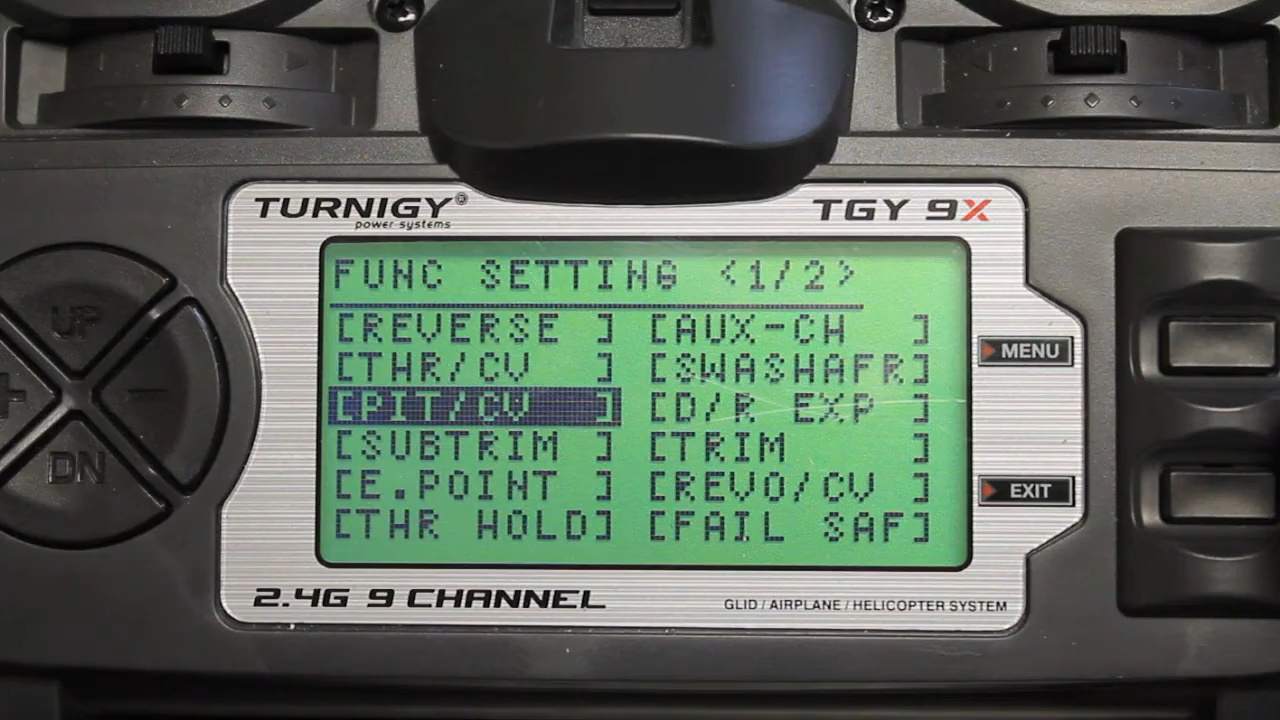 TURNIGY®
power systems
TGY 9X
FUNC SETTING <1/2>
[REVERSE ] [AUX-CH ]
[THR/CV ] [SWASHAFR]
[PIT/CV ] [D/R EXP ]
[SUBTRIM ] [TRIM ]
[E.POINT ] [REVO/CV ]
[THR HOLD] [FAIL SAF]
UP
+ −
DN
MENU
EXIT
2.4G 9 CHANNEL
GLID / AIRPLANE / HELICOPTER SYSTEM